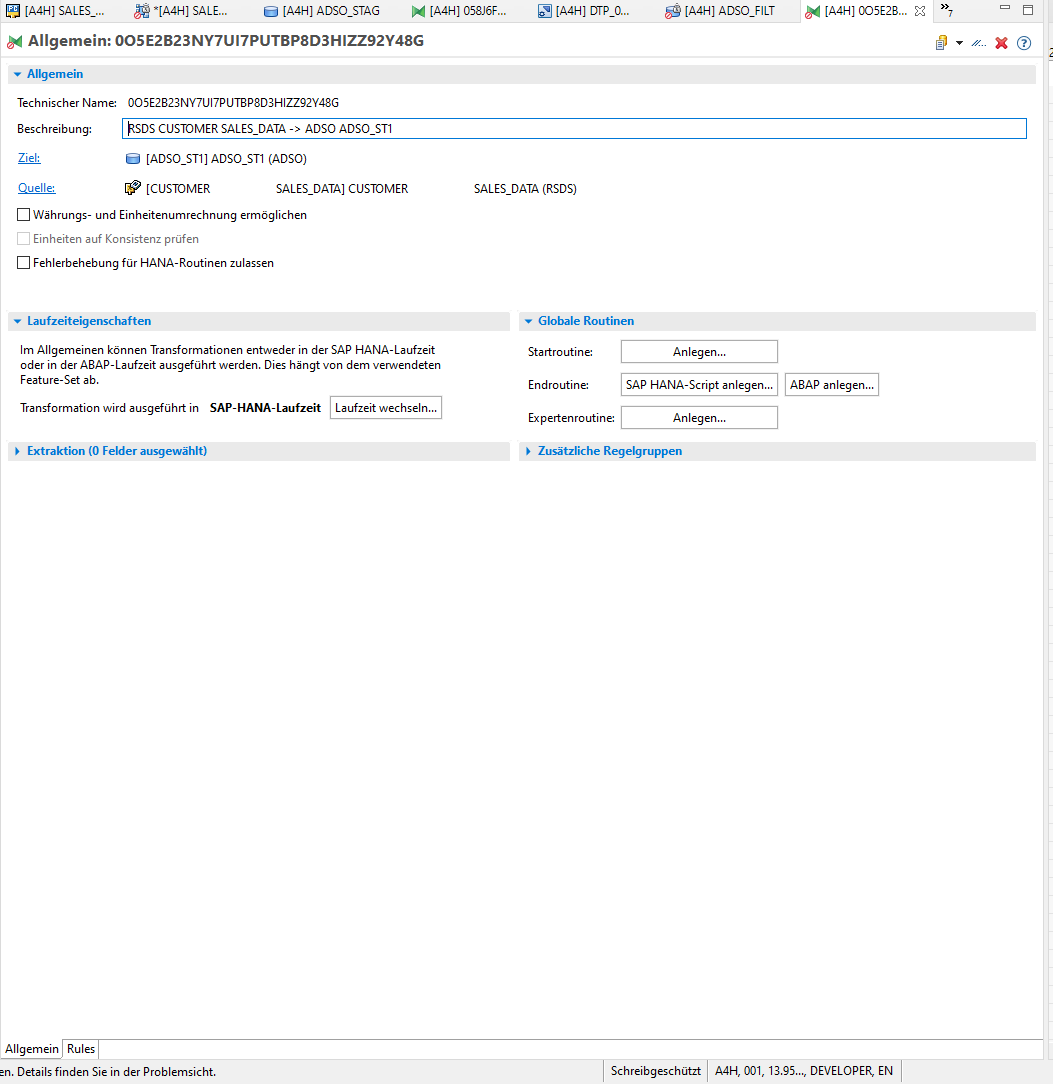 [A4H] SALES_... *[A4H] SALE... [A4H] ADSO_STAG [A4H] 058J6F... [A4H] DTP_0... [A4H] ADSO_FILT [A4H] 0O5E2B... 7
Allgemein: 0O5E2B23NY7UI7PUTBP8D3HIZZ92Y48G
Allgemein
Technischer Name: 0O5E2B23NY7UI7PUTBP8D3HIZZ92Y48G
Beschreibung: RSDS CUSTOMER SALES_DATA -> ADSO ADSO_ST1
Ziel: [ADSO_ST1] ADSO_ST1 (ADSO)
Quelle: [CUSTOMER SALES_DATA] CUSTOMER SALES_DATA (RSDS)
Währungs- und Einheitenumrechnung ermöglichen
Einheiten auf Konsistenz prüfen
Fehlerbehebung für HANA-Routinen zulassen
Laufzeiteigenschaften
Im Allgemeinen können Transformationen entweder in der SAP HANA-Laufzeit
oder in der ABAP-Laufzeit ausgeführt werden. Dies hängt von dem verwendeten
Feature-Set ab.
Transformation wird ausgeführt in SAP-HANA-Laufzeit Laufzeit wechseln...
Globale Routinen
Startroutine: Anlegen...
Endroutine: SAP HANA-Script anlegen... ABAP anlegen...
Expertenroutine: Anlegen...
Extraktion (0 Felder ausgewählt)
Zusätzliche Regelgruppen
Allgemein Rules
en. Details finden Sie in der Problemsicht. Schreibgeschützt A4H, 001, 13.95..., DEVELOPER, EN